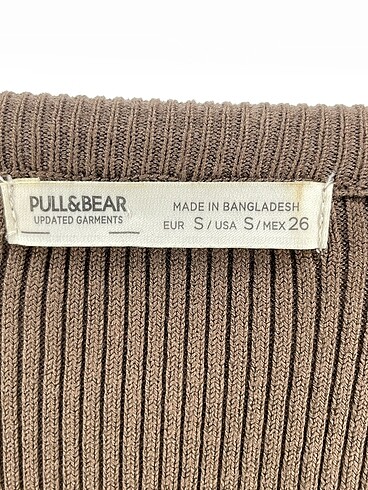 PULL&BEAR
UPDATED GARMENTS
MADE IN BANGLADESH
EUR S / USA S / MEX 26